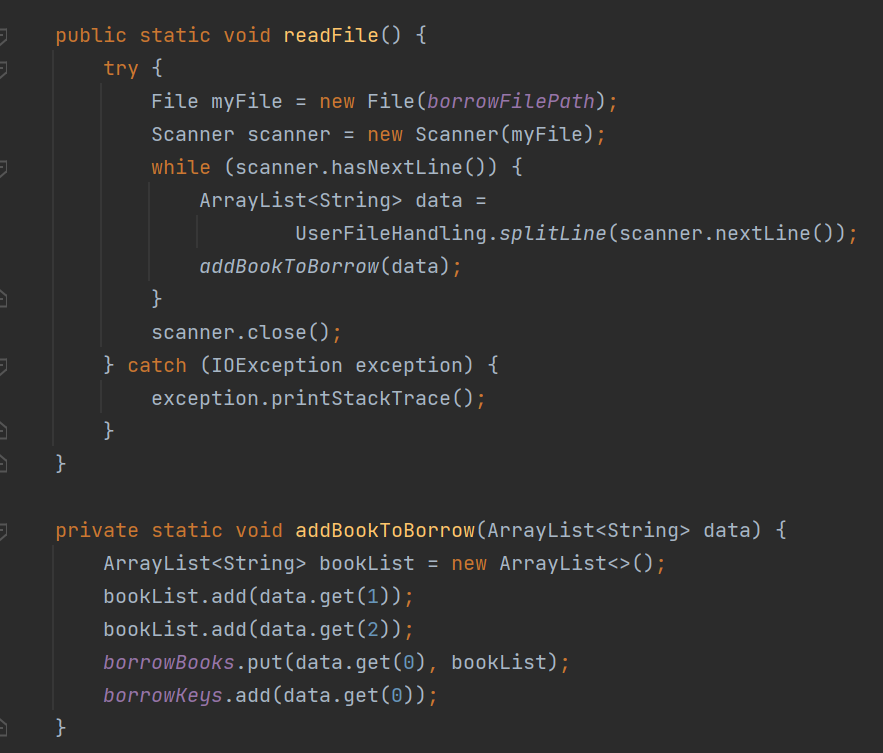 public static void readFile() {
try {
File myFile = new File(borrowFilePath);
Scanner scanner = new Scanner(myFile);
while (scanner.hasNextLine()) {
ArrayList<String> data =
UserFileHandling.splitLine(scanner.nextLine());
addBookToBorrow(data);
}
scanner.close();
} catch (IOException exception) {
exception.printStackTrace();
}
}
private static void addBookToBorrow(ArrayList<String> data) {
ArrayList<String> bookList = new ArrayList<>();
bookList.add(data.get(1));
bookList.add(data.get(2));
borrowBooks.put(data.get(0), bookList);
borrowKeys.add(data.get(0));
}